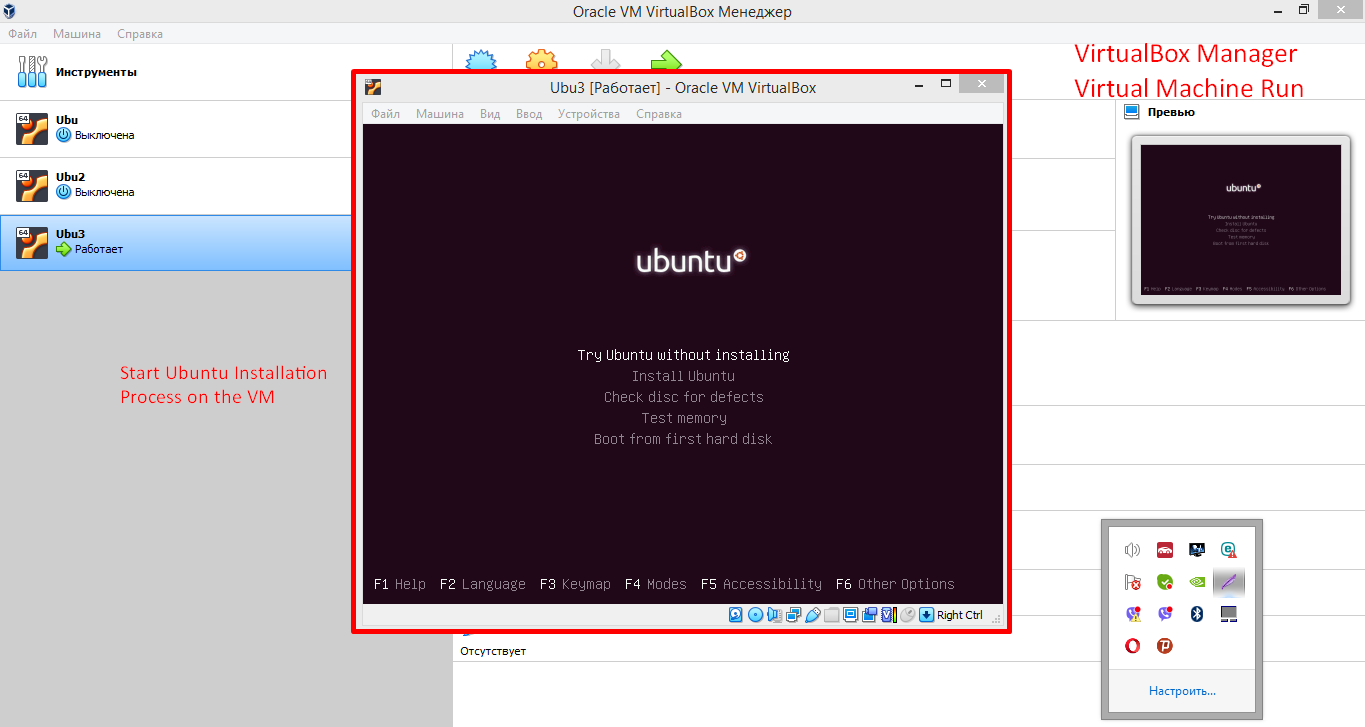 Oracle VM VirtualBox Менеджер
Файл Машина Справка
Инструменты
64
Ubu
Выключена
64
Ubu2
Выключена
64
Ubu3
Работает
Start Ubuntu Installation
Process on the VM
VirtualBox Manager
Virtual Machine Run
Превью
ubuntu
Try Ubuntu without installing
Install Ubuntu
Check disc for defects
Test memory
Boot from first hard disk
F1 Help F2 Language F3 Keymap F4 Modes F5 Accessibility F6 Other Options
64
Ubu3 [Работает] - Oracle VM VirtualBox
Файл Машина Вид Ввод Устройства Справка
ubuntu
Try Ubuntu without installing
Install Ubuntu
Check disc for defects
Test memory
Boot from first hard disk
F1 Help F2 Language F3 Keymap F4 Modes F5 Accessibility F6 Other Options
Right Ctrl
Отсутствует
Настроить...